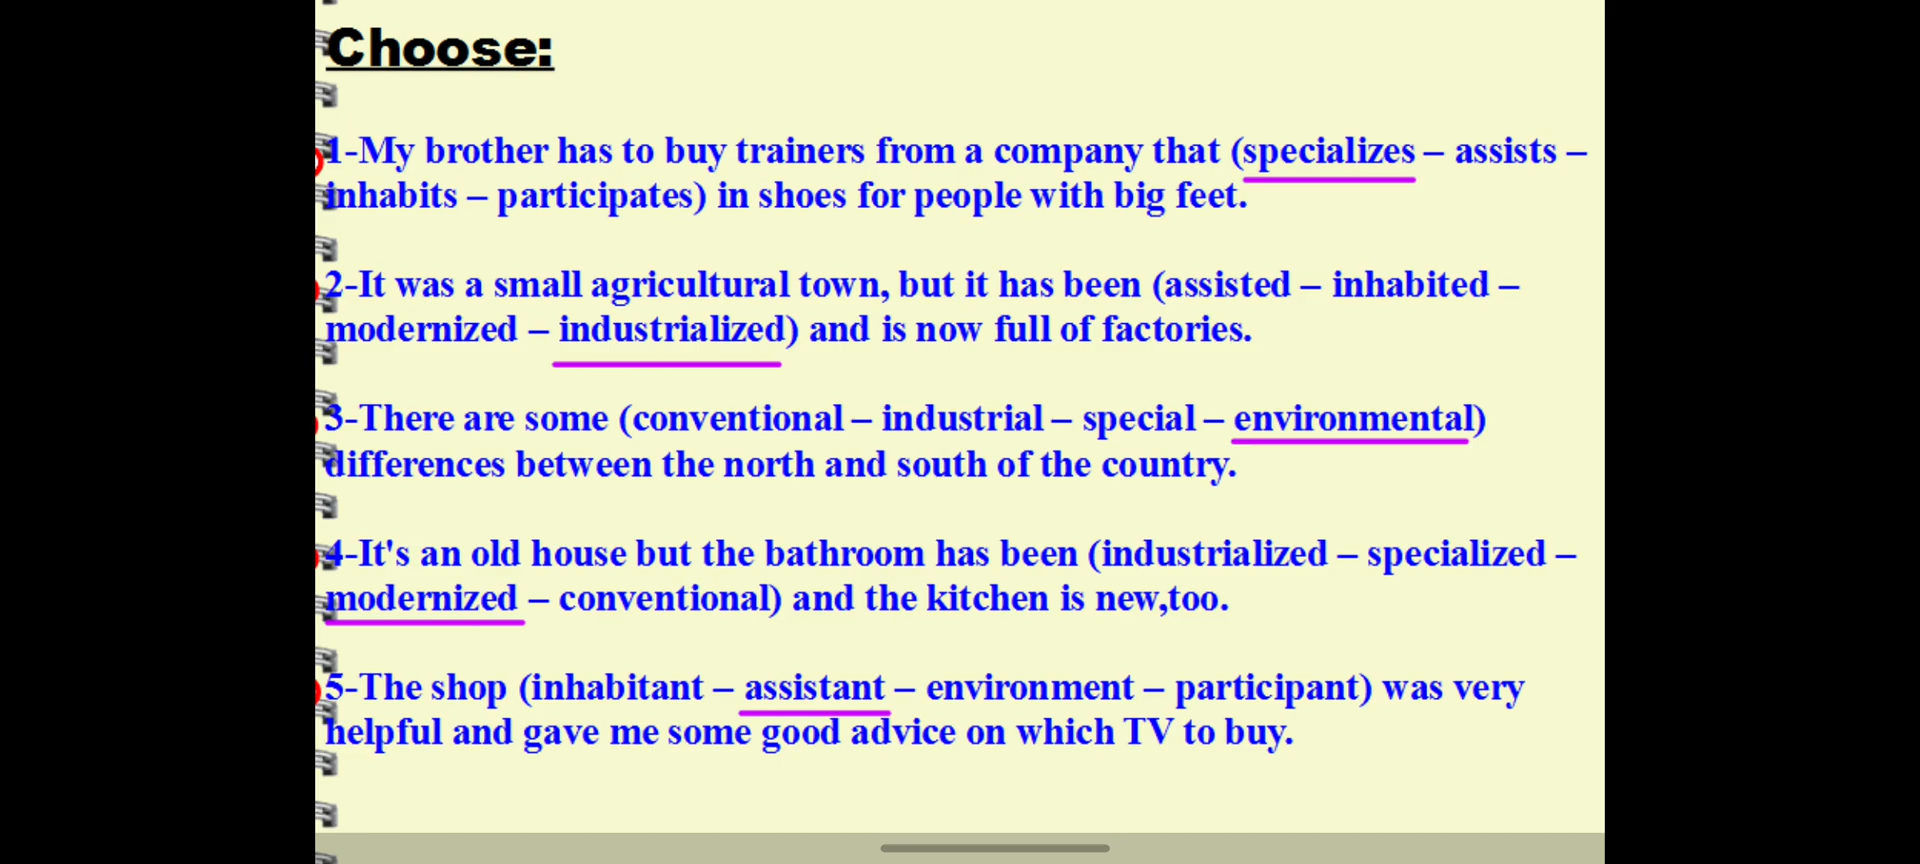 Choose:
1-My brother has to buy trainers from a company that (specializes – assists –
inhabits – participates) in shoes for people with big feet.
2-It was a small agricultural town, but it has been (assisted – inhabited –
modernized – industrialized) and is now full of factories.
3-There are some (conventional – industrial – special – environmental)
differences between the north and south of the country.
4-It's an old house but the bathroom has been (industrialized – specialized –
modernized – conventional) and the kitchen is new,too.
5-The shop (inhabitant – assistant – environment – participant) was very
helpful and gave me some good advice on which TV to buy.